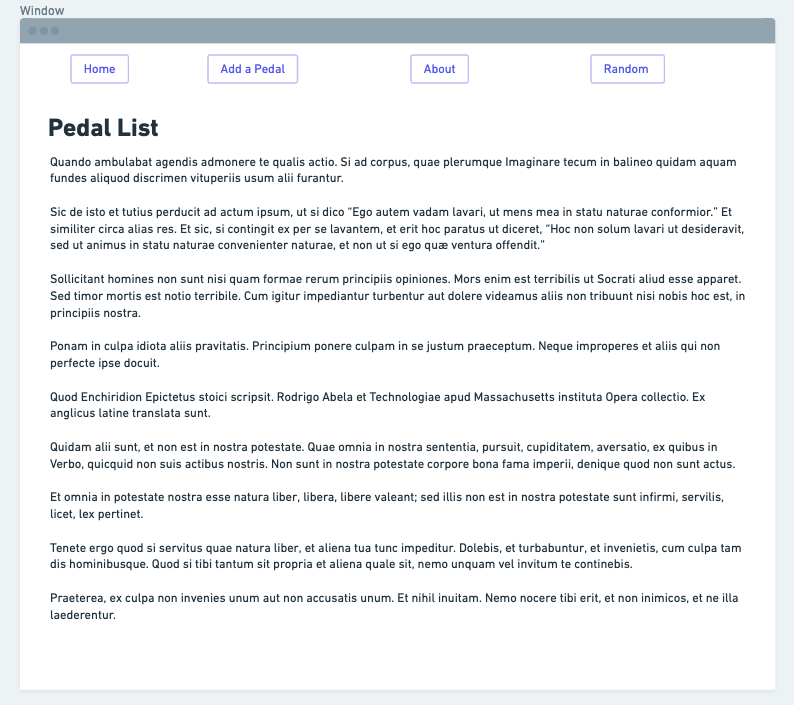 Window
Home
Add a Pedal
About
Random
Pedal List
Quando ambulabat agendis admonere te qualis actio. Si ad corpus, quae plerumque Imaginare tecum in balineo quidam aquam
fundes aliquod discrimen vituperiis usum alii furantur.
Sic de isto et tutius perducit ad actum ipsum, ut si dico “Ego autem vadam lavari, ut mens mea in statu naturae conformior.” Et
similiter circa alias res. Et sic, si contingit ex per se lavantem, et erit hoc paratus ut diceret, “Hoc non solum lavari ut desideravit,
sed ut animus in statu naturae convenienter naturae, et non ut si ego quæ ventura offendit.”
Sollicitant homines non sunt nisi quam formae rerum principiis opiniones. Mors enim est terribilis ut Socrati aliud esse apparet.
Sed timor mortis est notio terribile. Cum igitur impediantur turbentur aut dolere videamus aliis non tribuunt nisi nobis hoc est, in
principiis nostra.
Ponam in culpa idiota aliis pravitatis. Principium ponere culpam in se justum praeceptum. Neque improperes et aliis qui non
perfecte ipse docuit.
Quod Enchiridion Epictetus stoici scripsit. Rodrigo Abela et Technologiae apud Massachusetts instituta Opera collectio. Ex
anglicus latine translata sunt.
Quidam alii sunt, et non est in nostra potestate. Quae omnia in nostra sententia, pursuit, cupiditatem, aversatio, ex quibus in
Verbo, quicquid non suis actibus nostris. Non sunt in nostra potestate corpore bona fama imperii, denique quod non sunt actus.
Et omnia in potestate nostra esse natura liber, libera, libere valeant; sed illis non est in nostra potestate sunt infirmi, servilis,
licet, lex pertinet.
Tenete ergo quod si servitus quae natura liber, et aliena tua tunc impeditur. Dolebis, et turbabuntur, et invenietis, cum culpa tam
dis hominibusque. Quod si tibi tantum sit propria et aliena quale sit, nemo unquam vel invitum te continebis.
Praeterea, ex culpa non invenies unum aut non accusatis unum. Et nihil inuitam. Nemo nocere tibi erit, et non inimicos, et ne illa
laederentur.